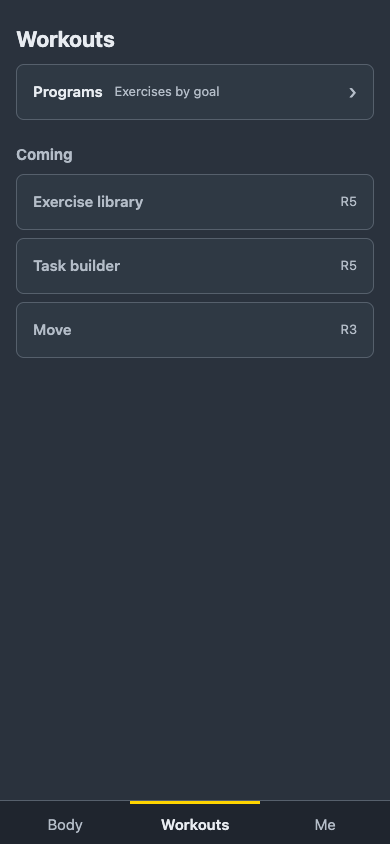 Workouts
Programs Exercises by goal ›
Coming
Exercise library R5
Task builder R5
Move R3
Body Workouts Me